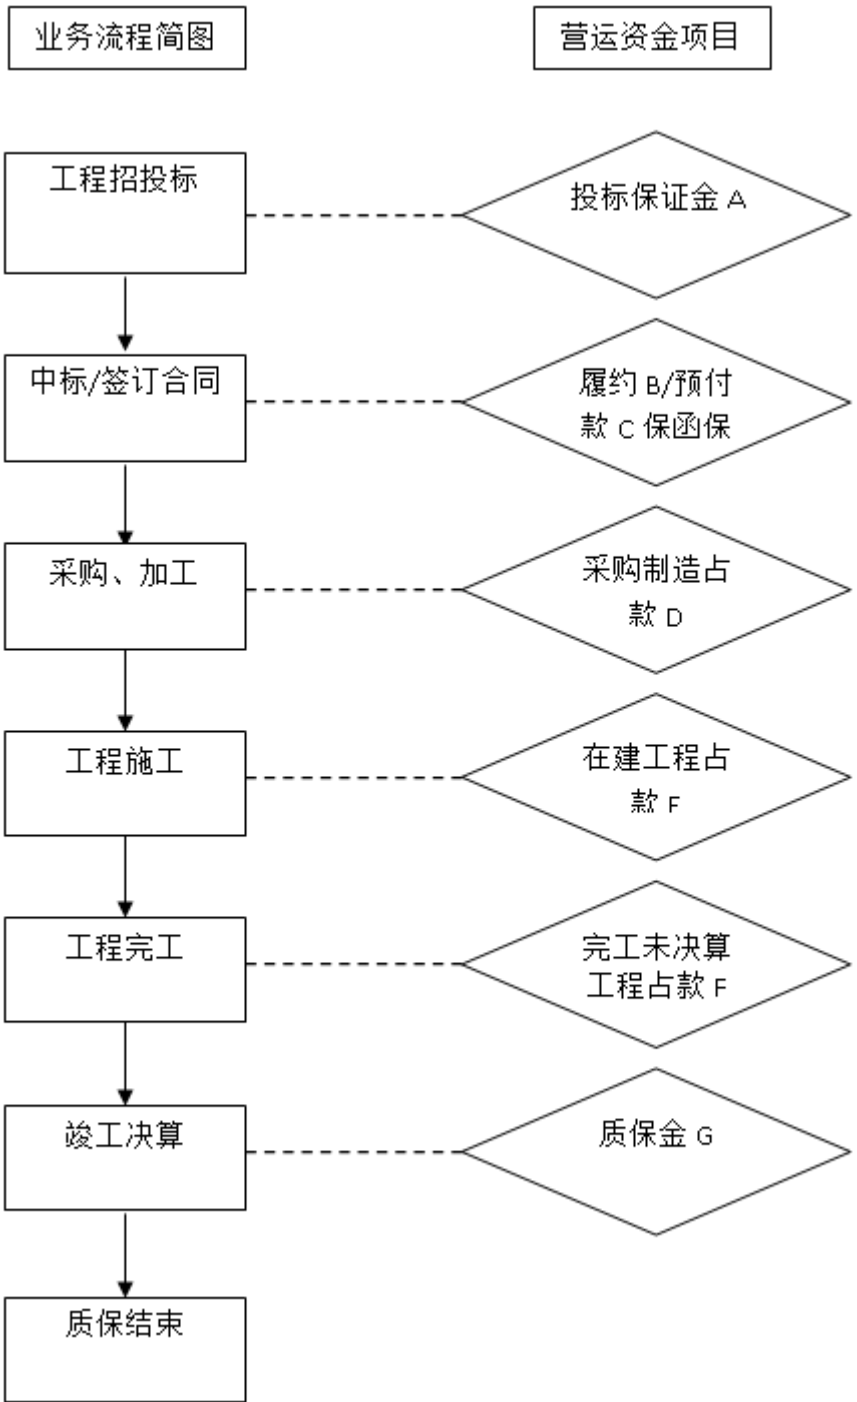 业务流程简图
营运资金项目
工程招投标
投标保证金 A
中标/签订合同
履约 B/预付
款 C 保函保
采购、加工
采购制造占
款 D
工程施工
在建工程占
款 F
工程完工
完工未决算
工程占款 F
竣工决算
质保金 G
质保结束